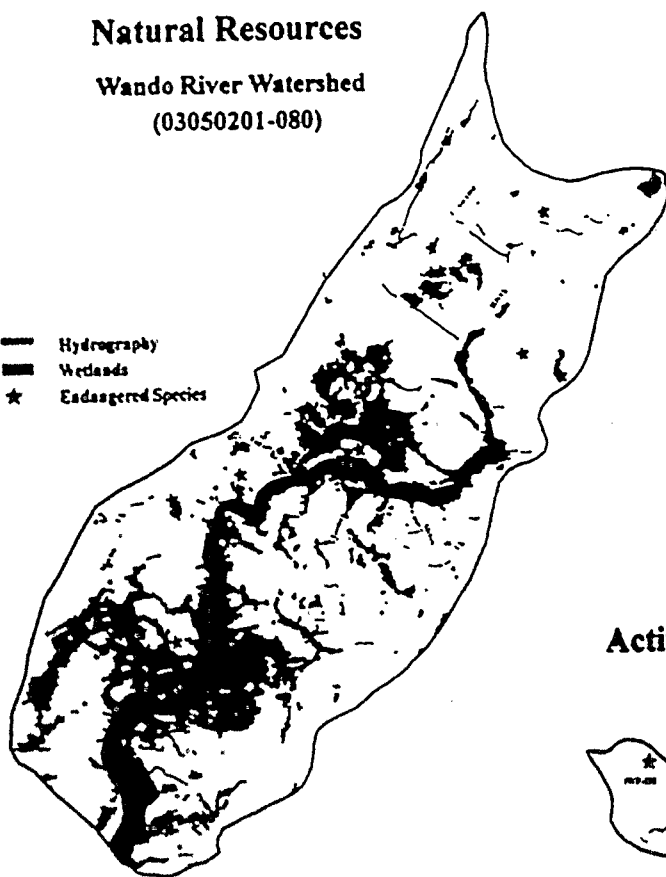 Natural Resources
Wando River Watershed
(03050201-080)
Hydrography
Wetlands
Endangered Species
Acti